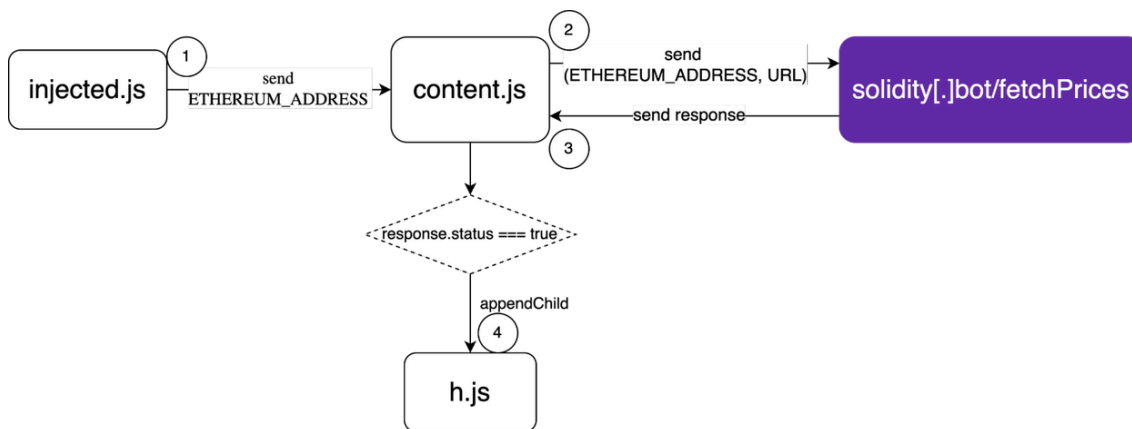 1
injected.js
send
ETHEREUM_ADDRESS
content.js
2
send
(ETHEREUM_ADDRESS, URL)
solidity[.]bot/fetchPrices
send response
3
response.status === true
appendChild
4
h.js